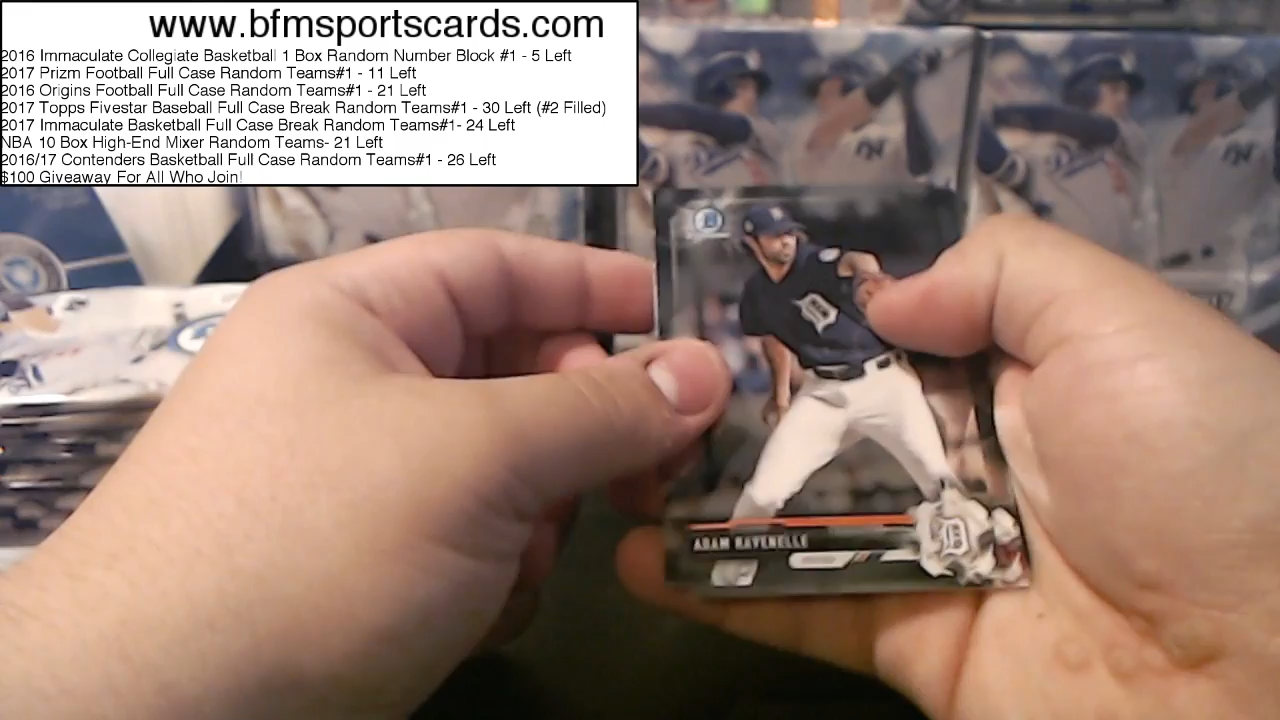 www.bfmsportscards.com
2016 Immaculate Collegiate Basketball 1 Box Random Number Block #1 - 5 Left
2017 Prizm Football Full Case Random Teams#1 - 11 Left
2016 Origins Football Full Case Random Teams#1 - 21 Left
2017 Topps Fivestar Baseball Full Case Break Random Teams#1 - 30 Left (#2 Filled)
2017 Immaculate Basketball Full Case Break Random Teams#1- 24 Left
NBA 10 Box High-End Mixer Random Teams- 21 Left
2016/17 Contenders Basketball Full Case Random Teams#1 - 26 Left
$100 Giveaway For All Who Join!
ADAM RAVENELLE